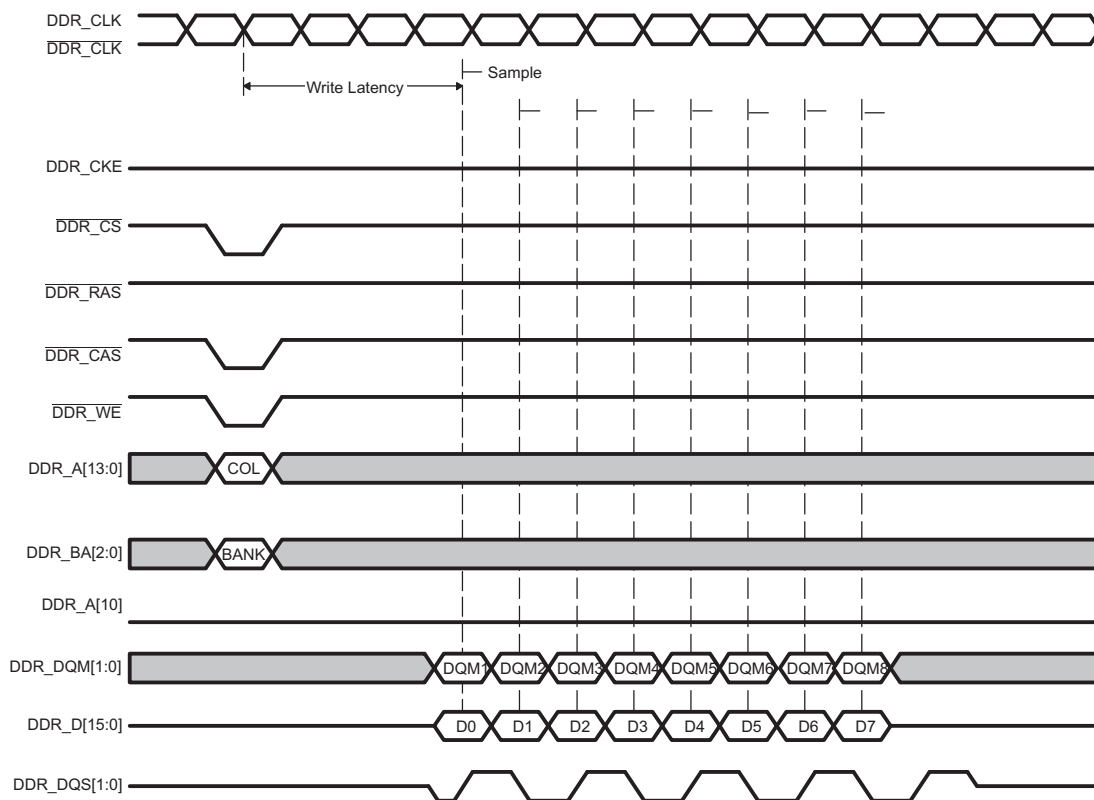 DDR_CLK
DDR_CLK
Sample
Write Latency
DDR_CKE
DDR_CS
DDR_RAS
DDR_CAS
DDR_WE
DDR_A[13:0]
COL
DDR_BA[2:0]
BANK
DDR_A[10]
DDR_DQM[1:0]
DQM1 DQM2 DQM3 DQM4 DQM5 DQM6 DQM7 DQM8
DDR_D[15:0]
D0 D1 D2 D3 D4 D5 D6 D7
DDR_DQS[1:0]